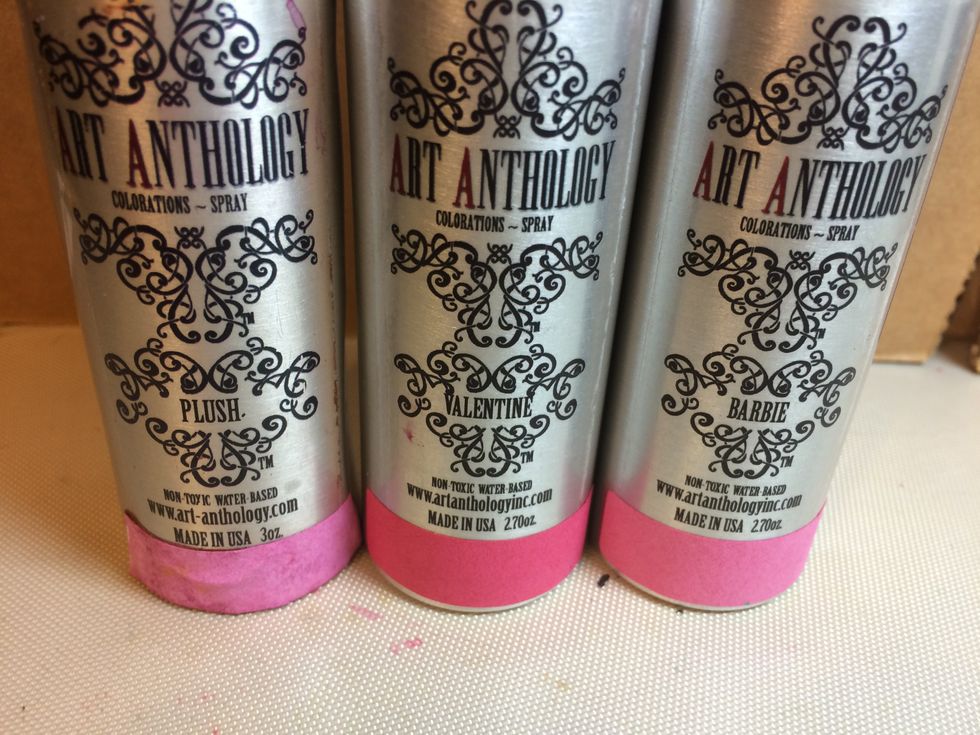 ART ANTHOLOGY
COLORATIONS ~ SPRAY
TM
PLUSH.
TM
NON-TOXIC WATER-BASED
www.art-anthology.com
MADE IN USA 3oz.
ART ANTHOLOGY
COLORATIONS ~ SPRAY
TM
VALENTINE
TM
NON-TOXIC WATER-BASED
www.artanthologyinc.com
MADE IN USA 2.70oz.
ART ANTHOLOGY
COLORATIONS ~ SPRAY
TM
BARBIE
TM
NON-TOXIC WATER-BASED
www.artanthologyinc.com
MADE IN USA 2.70oz.